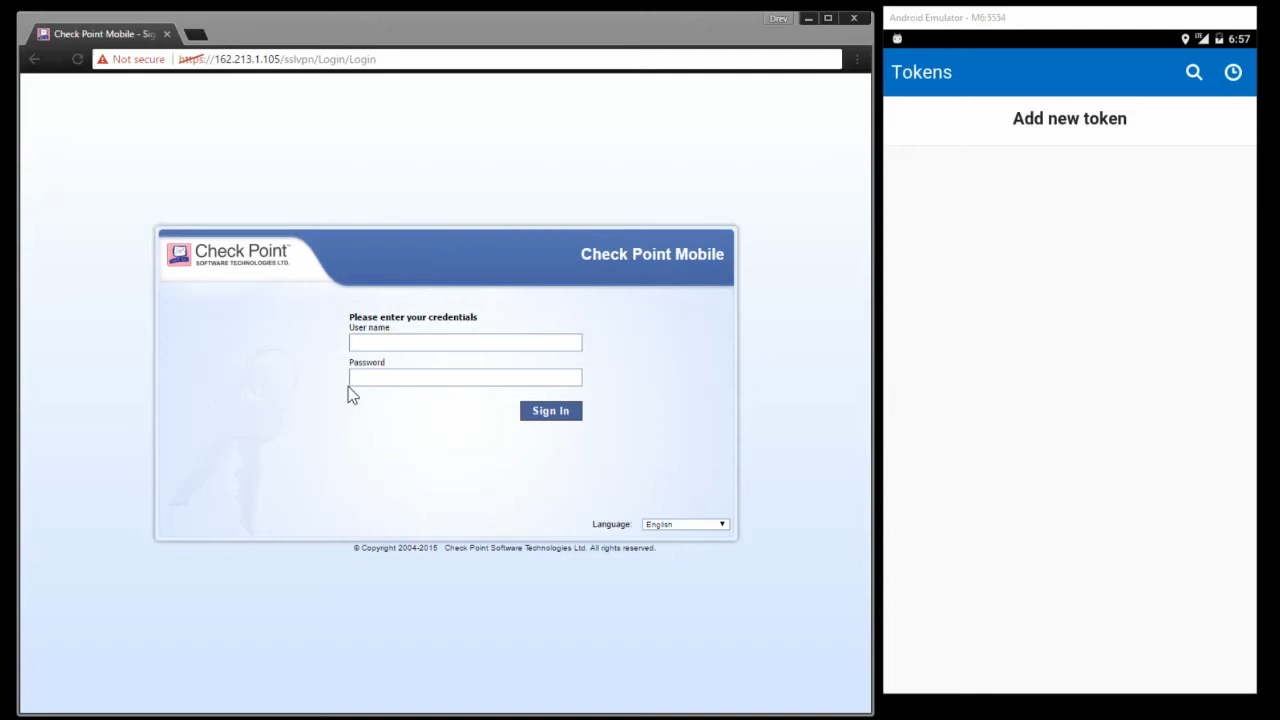 Drev
Check Point Mobile - Sig
Not secure | https://162.213.1.105/sslvpn/Login/Login
Check Point™
SOFTWARE TECHNOLOGIES LTD.
Check Point Mobile
Please enter your credentials
User name
Password
Sign In
Language: English
© Copyright 2004-2015 Check Point Software Technologies Ltd. All rights reserved.
Android Emulator - M6:5554
LTE 6:57
Tokens
Add new token